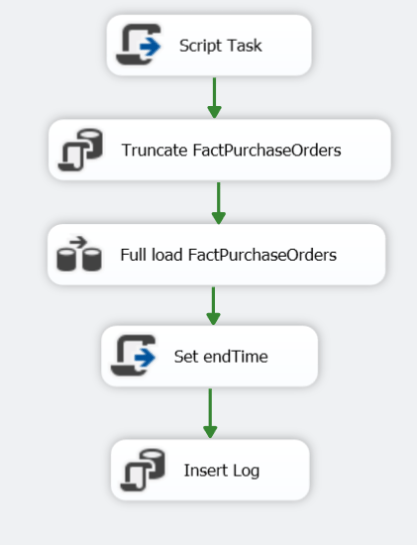 Script Task
Truncate FactPurchaseOrders
Full load FactPurchaseOrders
Set endTime
Insert Log